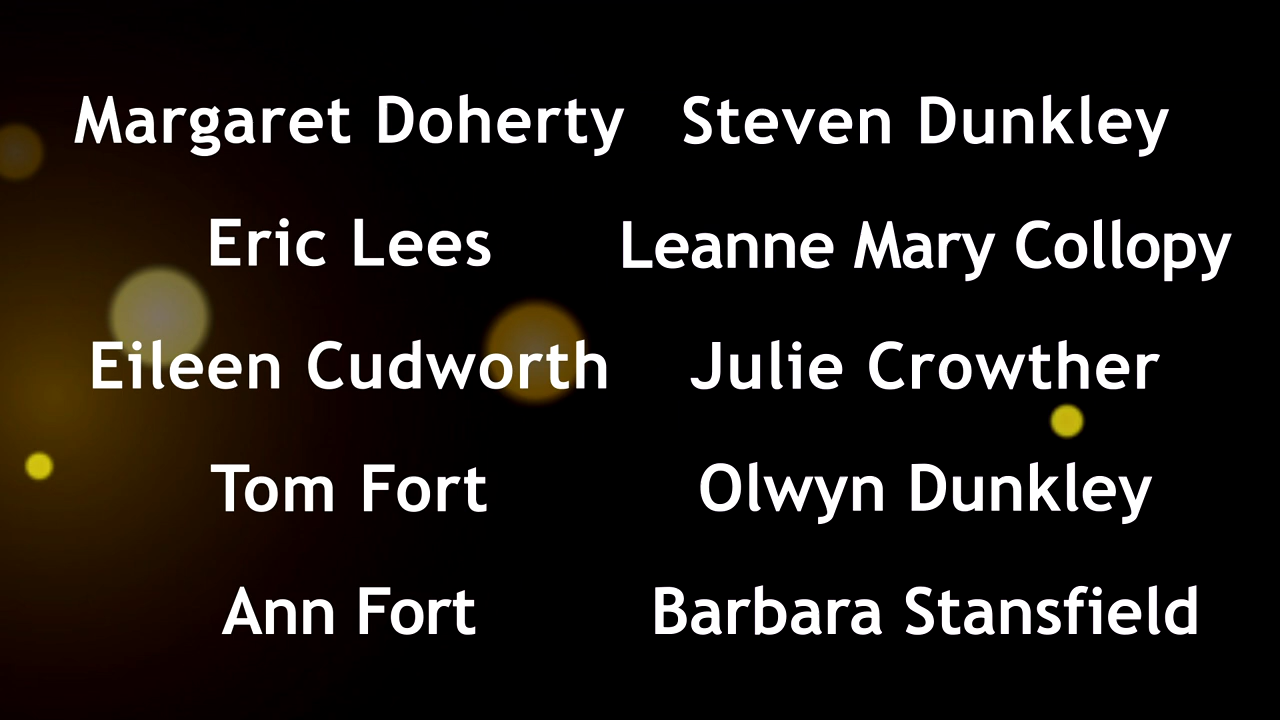 Margaret Doherty
Steven Dunkley
Eric Lees
Leanne Mary Collopy
Eileen Cudworth
Julie Crowther
Tom Fort
Olwyn Dunkley
Ann Fort
Barbara Stansfield